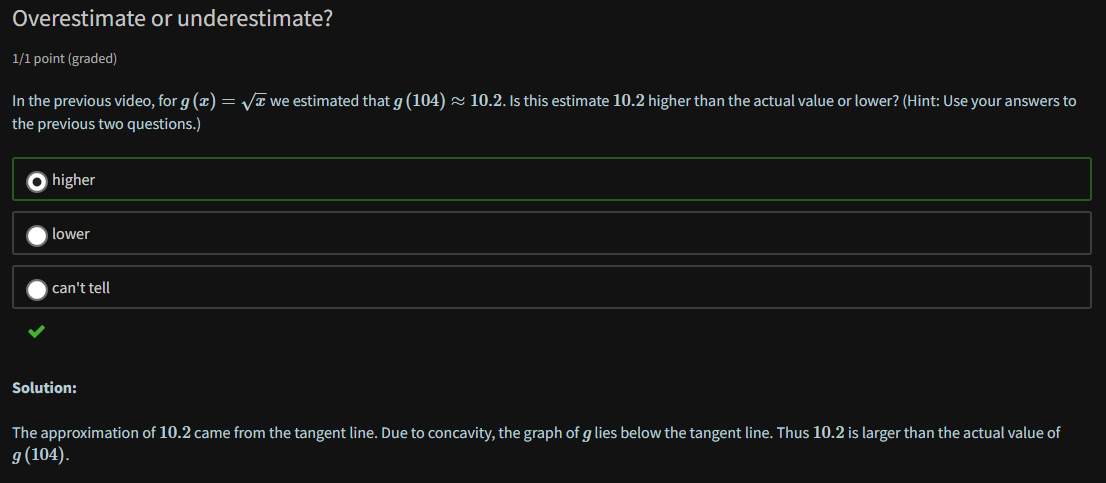 Overestimate or underestimate?
1/1 point (graded)
In the previous video, for g(x) = √x we estimated that g(104) ≈ 10.2. Is this estimate 10.2 higher than the actual value or lower? (Hint: Use your answers to
the previous two questions.)
higher
lower
can't tell
Solution:
The approximation of 10.2 came from the tangent line. Due to concavity, the graph of g lies below the tangent line. Thus 10.2 is larger than the actual value of
g(104).